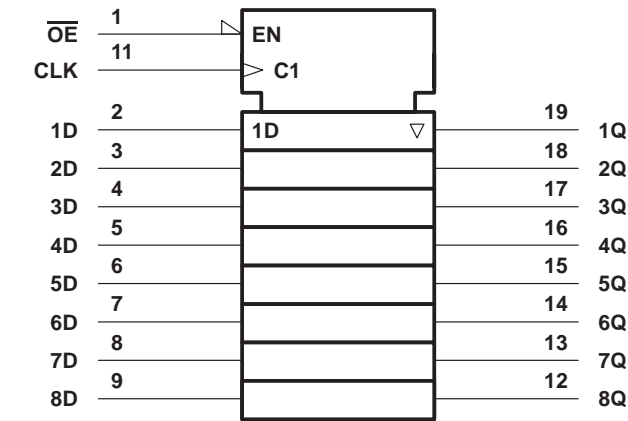 OE 1 EN
CLK 11 C1
1D 2 1D 19 1Q
2D 3 18 2Q
3D 4 17 3Q
4D 5 16 4Q
5D 6 15 5Q
6D 7 14 6Q
7D 8 13 7Q
8D 9 12 8Q